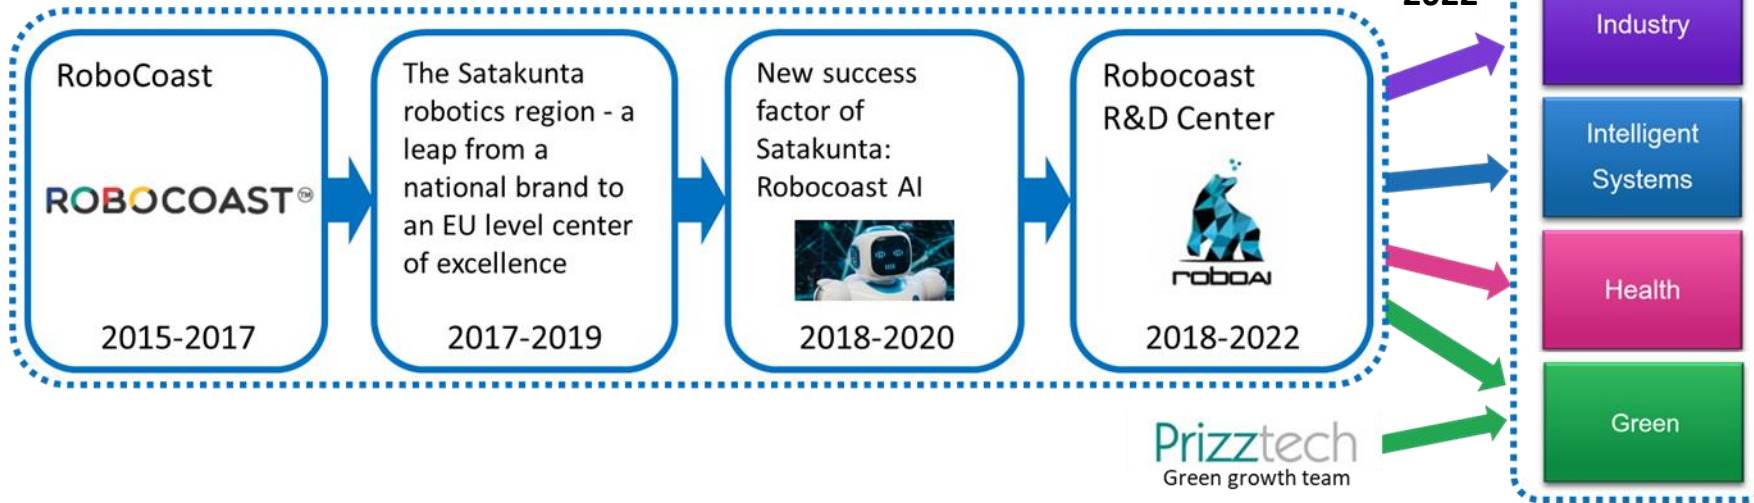 2022
RoboCoast
ROBOCOAST™
2015-2017
The Satakunta
robotics region - a
leap from a
national brand to
an EU level center
of excellence
2017-2019
New success
factor of
Satakunta:
Robocoast AI
2018-2020
Robocoast
R&D Center
roboAI
2018-2022
Industry
Intelligent
Systems
Health
Green
Prizztech
Green growth team